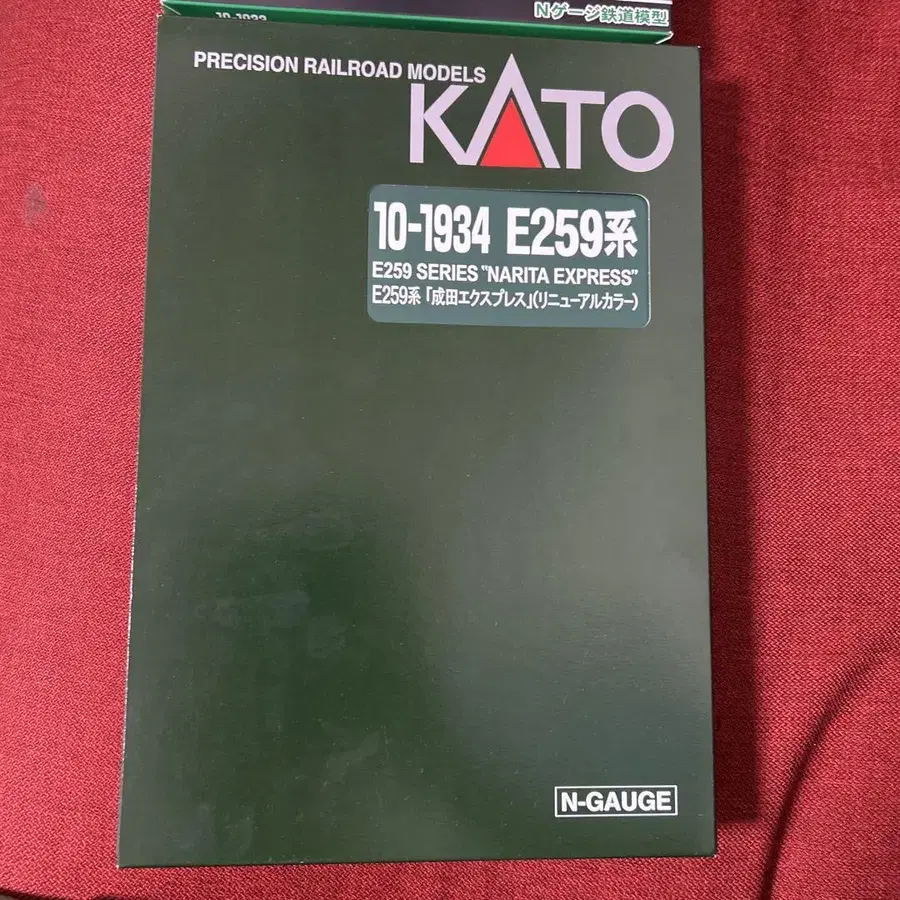 10-1933
Nゲージ鉄道模型
PRECISION RAILROAD MODELS
KATO
10-1934 E259系
E259 SERIES "NARITA EXPRESS"
E259系「成田エクスプレス」(リニューアルカラー)
N-GAUGE